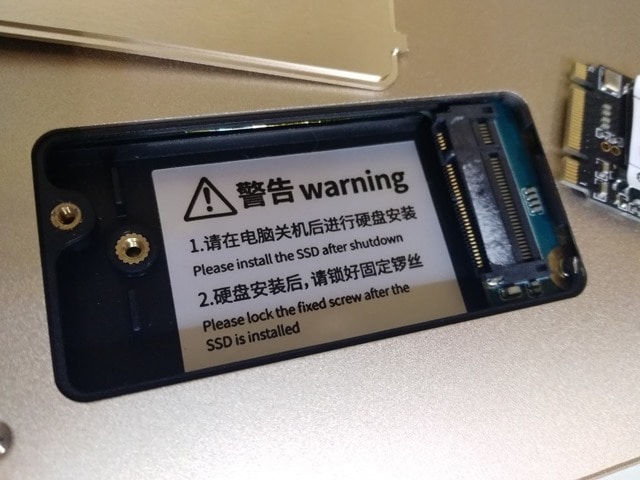 警告 warning
1.请在电脑关机后进行硬盘安装
Please install the SSD after shutdown
2.硬盘安装后,请锁好固定锣丝
Please lock the fixed screw after the
SSD is installed